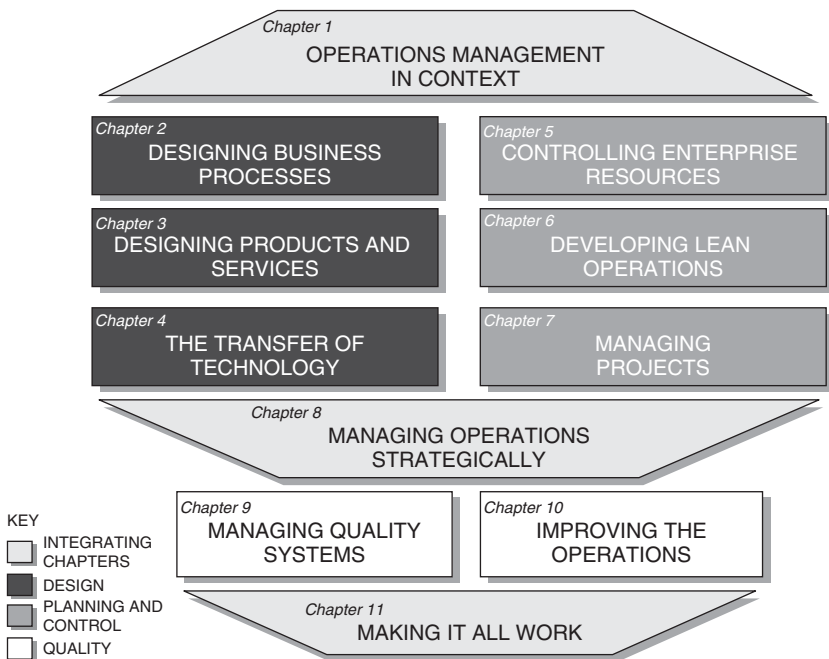 Chapter 1
OPERATIONS MANAGEMENT
IN CONTEXT
Chapter 2
DESIGNING BUSINESS
PROCESSES
Chapter 5
CONTROLLING ENTERPRISE
RESOURCES
Chapter 3
DESIGNING PRODUCTS AND
SERVICES
Chapter 6
DEVELOPING LEAN
OPERATIONS
Chapter 4
THE TRANSFER OF
TECHNOLOGY
Chapter 7
MANAGING
PROJECTS
Chapter 8
MANAGING OPERATIONS
STRATEGICALLY
Chapter 9
MANAGING QUALITY
SYSTEMS
Chapter 10
IMPROVING THE
OPERATIONS
Chapter 11
MAKING IT ALL WORK
KEY
INTEGRATING
CHAPTERS
DESIGN
PLANNING AND
CONTROL
QUALITY